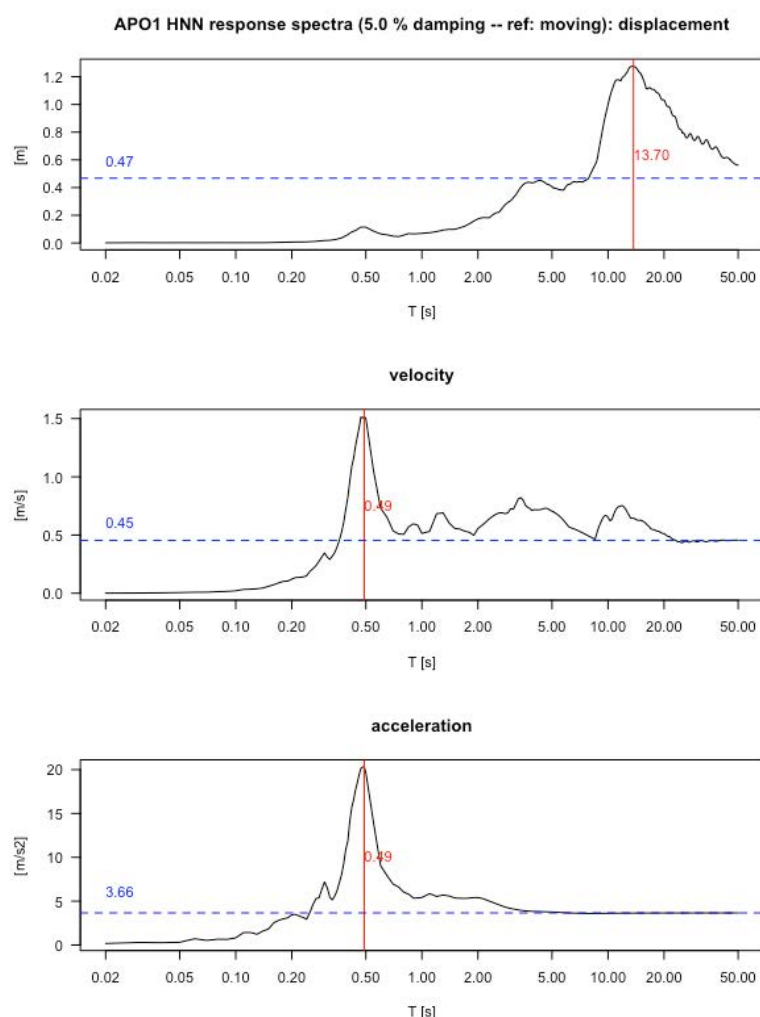 APO1 HNN response spectra (5.0 % damping -- ref: moving): displacement
1.2
1.0
0.8
0.6
0.4
0.2
0.0
[m]
0.47
13.70
0.02 0.05 0.10 0.20 0.50 1.00 2.00 5.00 10.00 20.00 50.00
T [s]
velocity
1.5
1.0
0.5
0.0
[m/s]
0.45
0.49
0.02 0.05 0.10 0.20 0.50 1.00 2.00 5.00 10.00 20.00 50.00
T [s]
acceleration
20
15
10
5
0
[m/s2]
3.66
0.49
0.02 0.05 0.10 0.20 0.50 1.00 2.00 5.00 10.00 20.00 50.00
T [s]